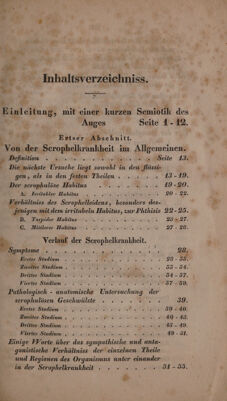 Inhaltsverzeichniss.
Einleitung, mit einer kurzen Semiotik des
Auges Seite 1-12.
Erster Abschnitt.
Von der Scrophelkrankheit im Allgemeinen.
Definition . . . . . . . . Seite 13.
Die nächste Ursache liegt sowohl in den flüssi-
gen, als in den festen Theilen . . . . 13-19.
Der scrophulöse Habitus . . . . . 19-20.
A. Irritabler Habitus . . . . . . 20-22.
Verhältniss des Scrophelleidens, besonders des-
jenigen mit dem irritabeln Habitus, zur Phthisis 22-25.
B. Torpider Habitus . . . . . . 25-27.
C. Mittlerer Habitus . . . . . . 27-28.
Verlauf der Scrophelkrankheit.
Symptome . . . . . . . . 28.
Erstes Stadium . . . . . . . 28-53.
Zweites Stadium . . . . . . 53-54.
Drittes Stadium . . . . . . 54-37.
Viertes Stadium . . . . . . 37-39.
Pathologisch-anatomische Untersuchung der
scrophulösen Geschwülste . . . . . 39.
Erstes Stadium . . . . . . . 39-40.
Zweites Stadium . . . . . . 40-43.
Drittes Stadium . . . . . . 43-49.
Viertes Stadium . . . . . . 49-51.
Einige Worte über das sympathische und anta-
gonistische Verhältniss der einzelnen Theile
und Regionen des Organismus unter einander
in der Scrophelkrankheit . . . . . 51-55.